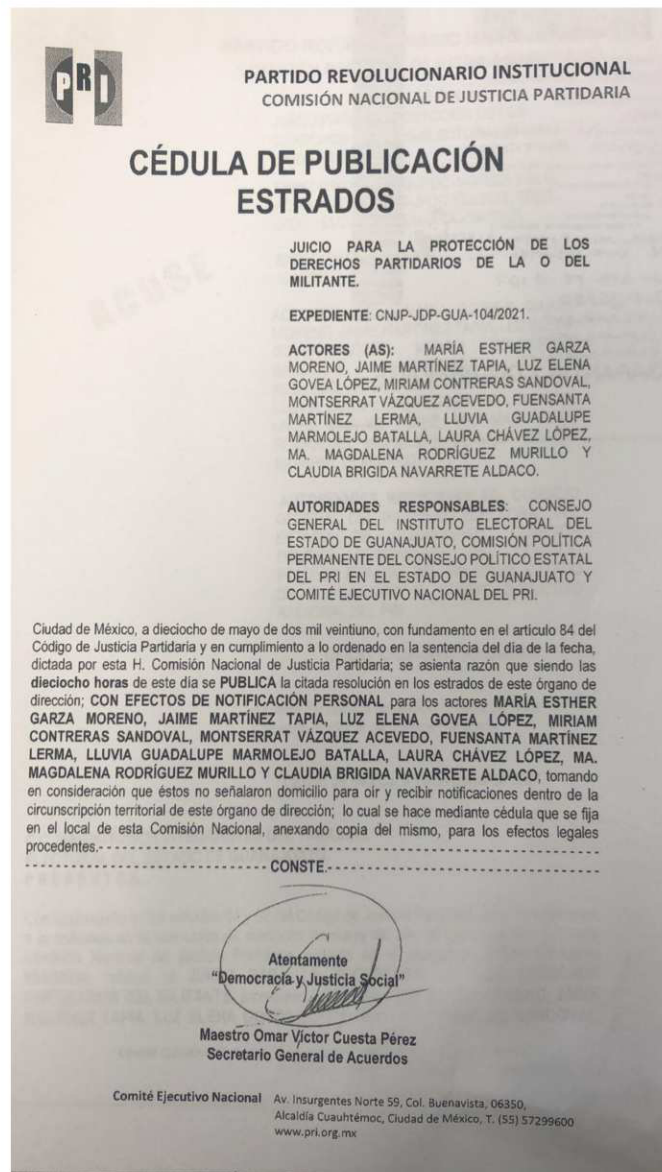 PRI
PARTIDO REVOLUCIONARIO INSTITUCIONAL
COMISIÓN NACIONAL DE JUSTICIA PARTIDARIA
CÉDULA DE PUBLICACIÓN
ESTRADOS
JUICIO PARA LA PROTECCIÓN DE LOS
DERECHOS PARTIDARIOS DE LA O DEL
MILITANTE.
EXPEDIENTE: CNJP-JDP-GUA-104/2021.
ACTORES (AS): MARÍA ESTHER GARZA
MORENO, JAIME MARTÍNEZ TAPIA, LUZ ELENA
GOVEA LÓPEZ, MIRIAM CONTRERAS SANDOVAL,
MONTSERRAT VÁZQUEZ ACEVEDO, FUENSANTA
MARTÍNEZ LERMA, LLUVIA GUADALUPE
MARMOLEJO BATALLA, LAURA CHÁVEZ LÓPEZ,
MA. MAGDALENA RODRÍGUEZ MURILLO Y
CLAUDIA BRIGIDA NAVARRETE ALDACO.
AUTORIDADES RESPONSABLES: CONSEJO
GENERAL DEL INSTITUTO ELECTORAL DEL
ESTADO DE GUANAJUATO, COMISIÓN POLÍTICA
PERMANENTE DEL CONSEJO POLÍTICO ESTATAL
DEL PRI EN EL ESTADO DE GUANAJUATO Y
COMITÉ EJECUTIVO NACIONAL DEL PRI.
Ciudad de México, a dieciocho de mayo de dos mil veintiuno, con fundamento en el artículo 84 del
Código de Justicia Partidaria y en cumplimiento a lo ordenado en la sentencia del día de la fecha,
dictada por esta H. Comisión Nacional de Justicia Partidaria; se asienta razón que siendo las
dieciocho horas de este día se PUBLICA la citada resolución en los estrados de este órgano de
dirección; CON EFECTOS DE NOTIFICACIÓN PERSONAL para los actores MARÍA ESTHER
GARZA MORENO, JAIME MARTÍNEZ TAPIA, LUZ ELENA GOVEA LÓPEZ, MIRIAM
CONTRERAS SANDOVAL, MONTSERRAT VÁZQUEZ ACEVEDO, FUENSANTA MARTÍNEZ
LERMA, LLUVIA GUADALUPE MARMOLEJO BATALLA, LAURA CHÁVEZ LÓPEZ, MA.
MAGDALENA RODRÍGUEZ MURILLO Y CLAUDIA BRIGIDA NAVARRETE ALDACO, tomando
en consideración que éstos no señalaron domicilio para oír y recibir notificaciones dentro de la
circunscripción territorial de este órgano de dirección; lo cual se hace mediante cédula que se fija
en el local de esta Comisión Nacional, anexando copia del mismo, para los efectos legales
procedentes.- - - - - - - - - - - - - - - - - - - - - - - - - - - - - - - - - - - - - - - - - - - - -
- - - - - - - - - - - - - - - - - - - - - - CONSTE.- - - - - - - - - - - - - - - - - - - - - - - -
Atentamente
"Democracia y Justicia Social"
Maestro Omar Víctor Cuesta Pérez
Secretario General de Acuerdos
Comité Ejecutivo Nacional Av. Insurgentes Norte 59, Col. Buenavista, 06350,
Alcaldía Cuauhtémoc, Ciudad de México, T. (55) 57299600
www.pri.org.mx